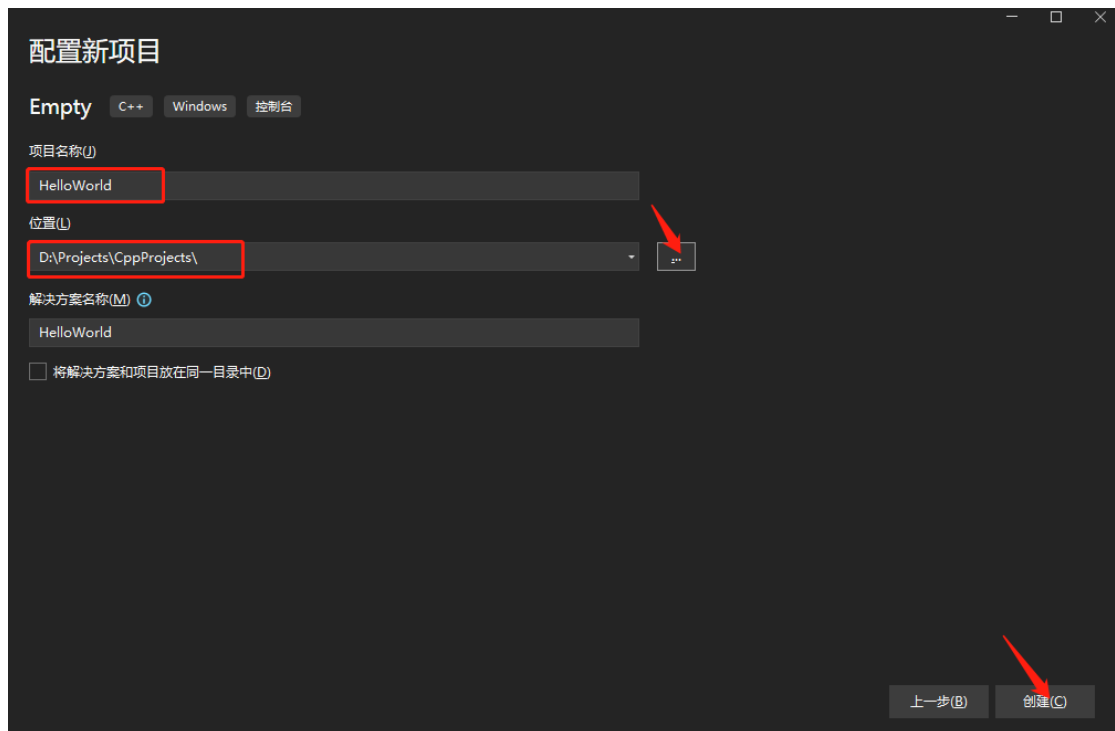 配置新项目
Empty C++ Windows 控制台
项目名称(J)
HelloWorld
位置(L)
D:\Projects\CppProjects\ ...
解决方案名称(M)
HelloWorld
将解决方案和项目放在同一目录中(D)
上一步(B) 创建(C)